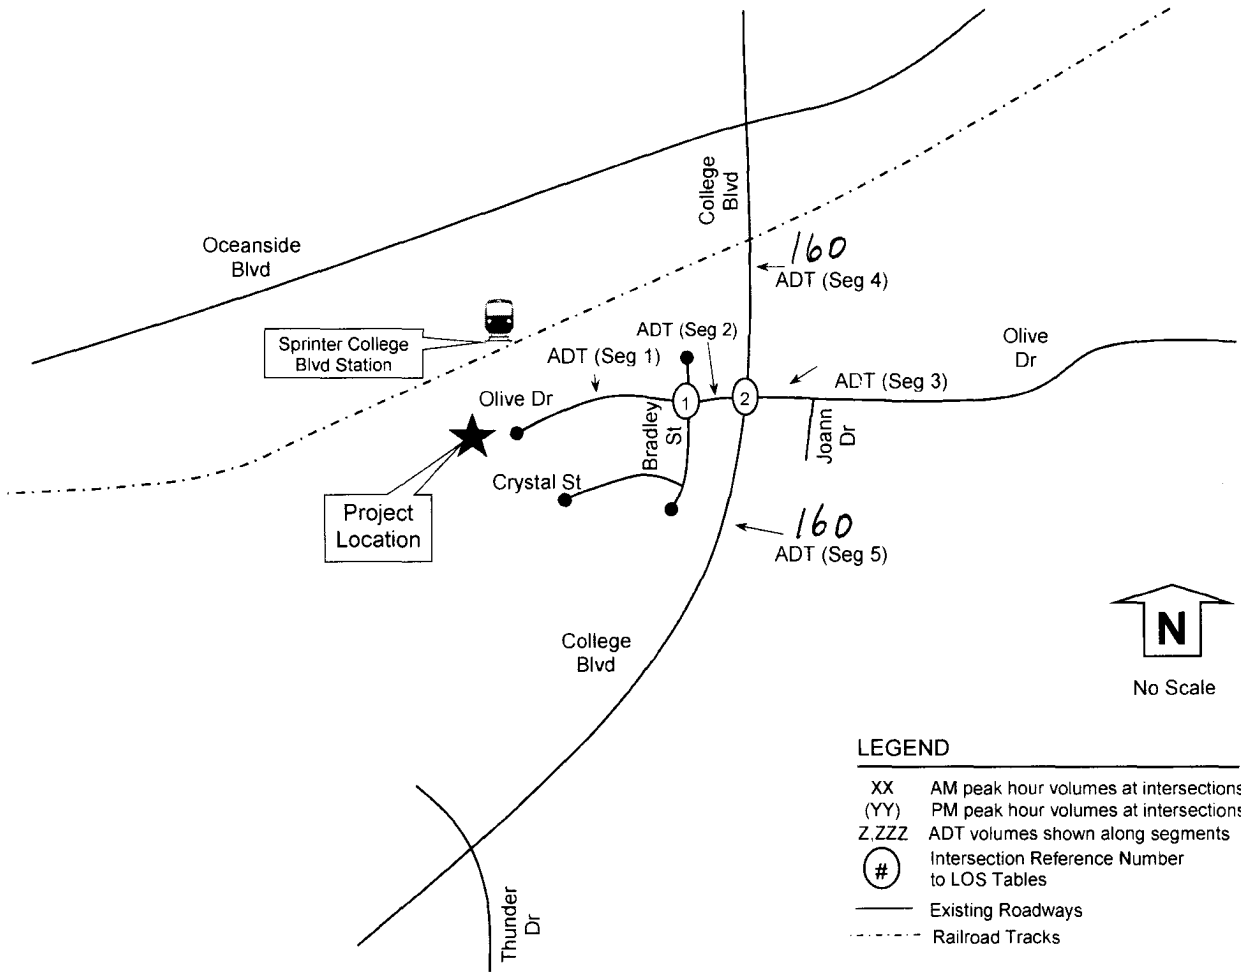 College
Blvd
Oceanside
Blvd
160
ADT (Seg 4)
Sprinter College
Blvd Station
ADT (Seg 2)
ADT (Seg 1)
Olive
Dr
ADT (Seg 3)
Olive Dr
1
2
Bradley
St
Joann
Dr
Crystal St
Project
Location
160
ADT (Seg 5)
College
Blvd
N
No Scale
Thunder
Dr
LEGEND
XX AM peak hour volumes at intersections
(YY) PM peak hour volumes at intersections
Z,ZZZ ADT volumes shown along segments
# Intersection Reference Number
to LOS Tables
Existing Roadways
Railroad Tracks